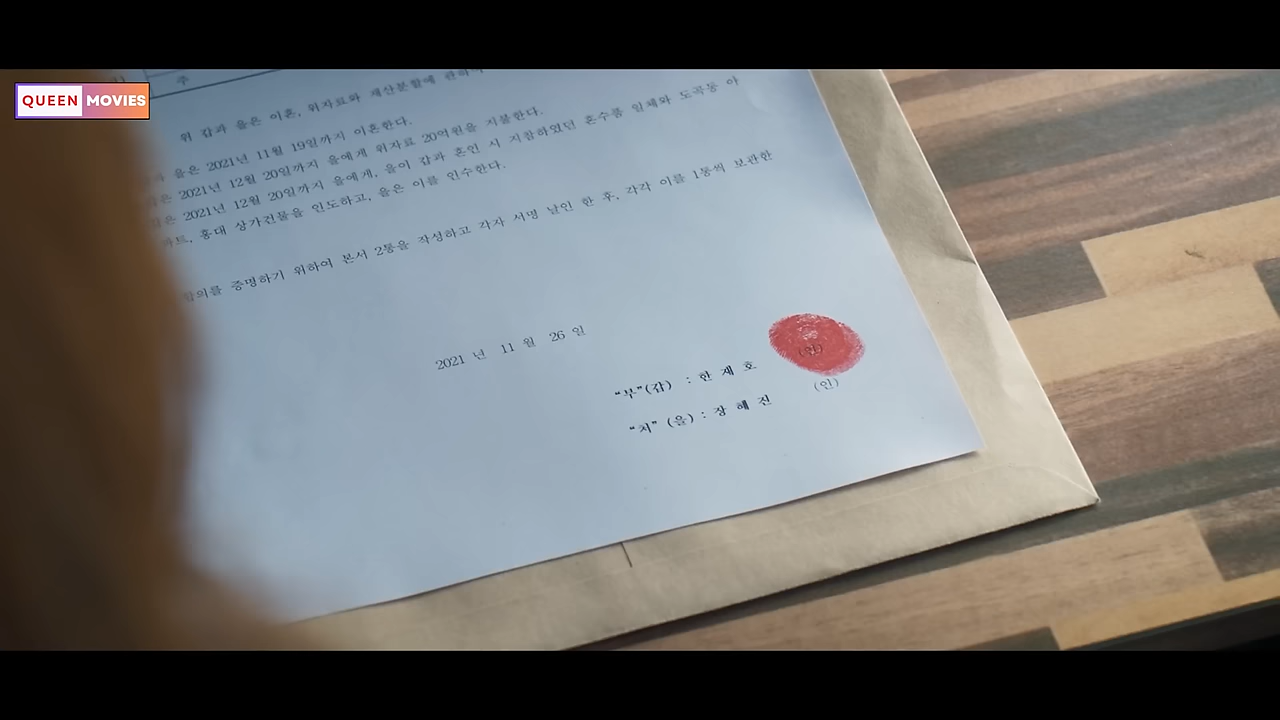 QUEEN MOVIES
주
위 갑과 을은 이혼, 위자료와 재산분할에 관하여
을은 2021년 11월 19일까지 이혼한다.
은 2021년 12월 20일까지 을에게 위자료 20억원을 지불한다.
은 2021년 12월 20일까지 을에게, 을이 갑과 혼인 시 지참하였던 혼수품 일체와 도곡동 아
파트, 홍대 상가건물을 인도하고, 을은 이를 인수한다.
합의를 증명하기 위하여 본서 2통을 작성하고 각자 서명 날인 한 후, 각각 이를 1통씩 보관한
2021 년 11 월 26 일
“부”(갑) : 한 재 호 (인)
“처” (을) : 장 혜 진 (인)